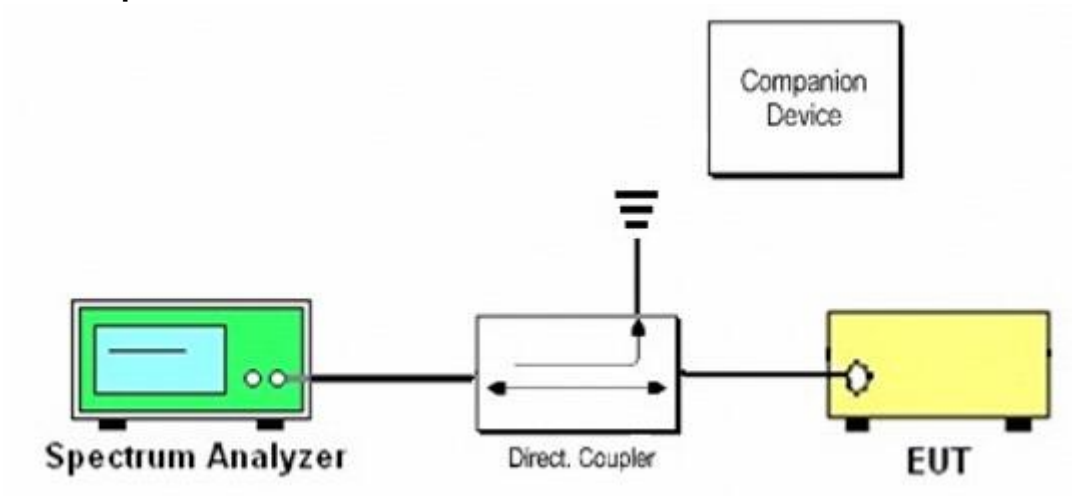 Companion
Device
Spectrum Analyzer
Direct. Coupler
EUT